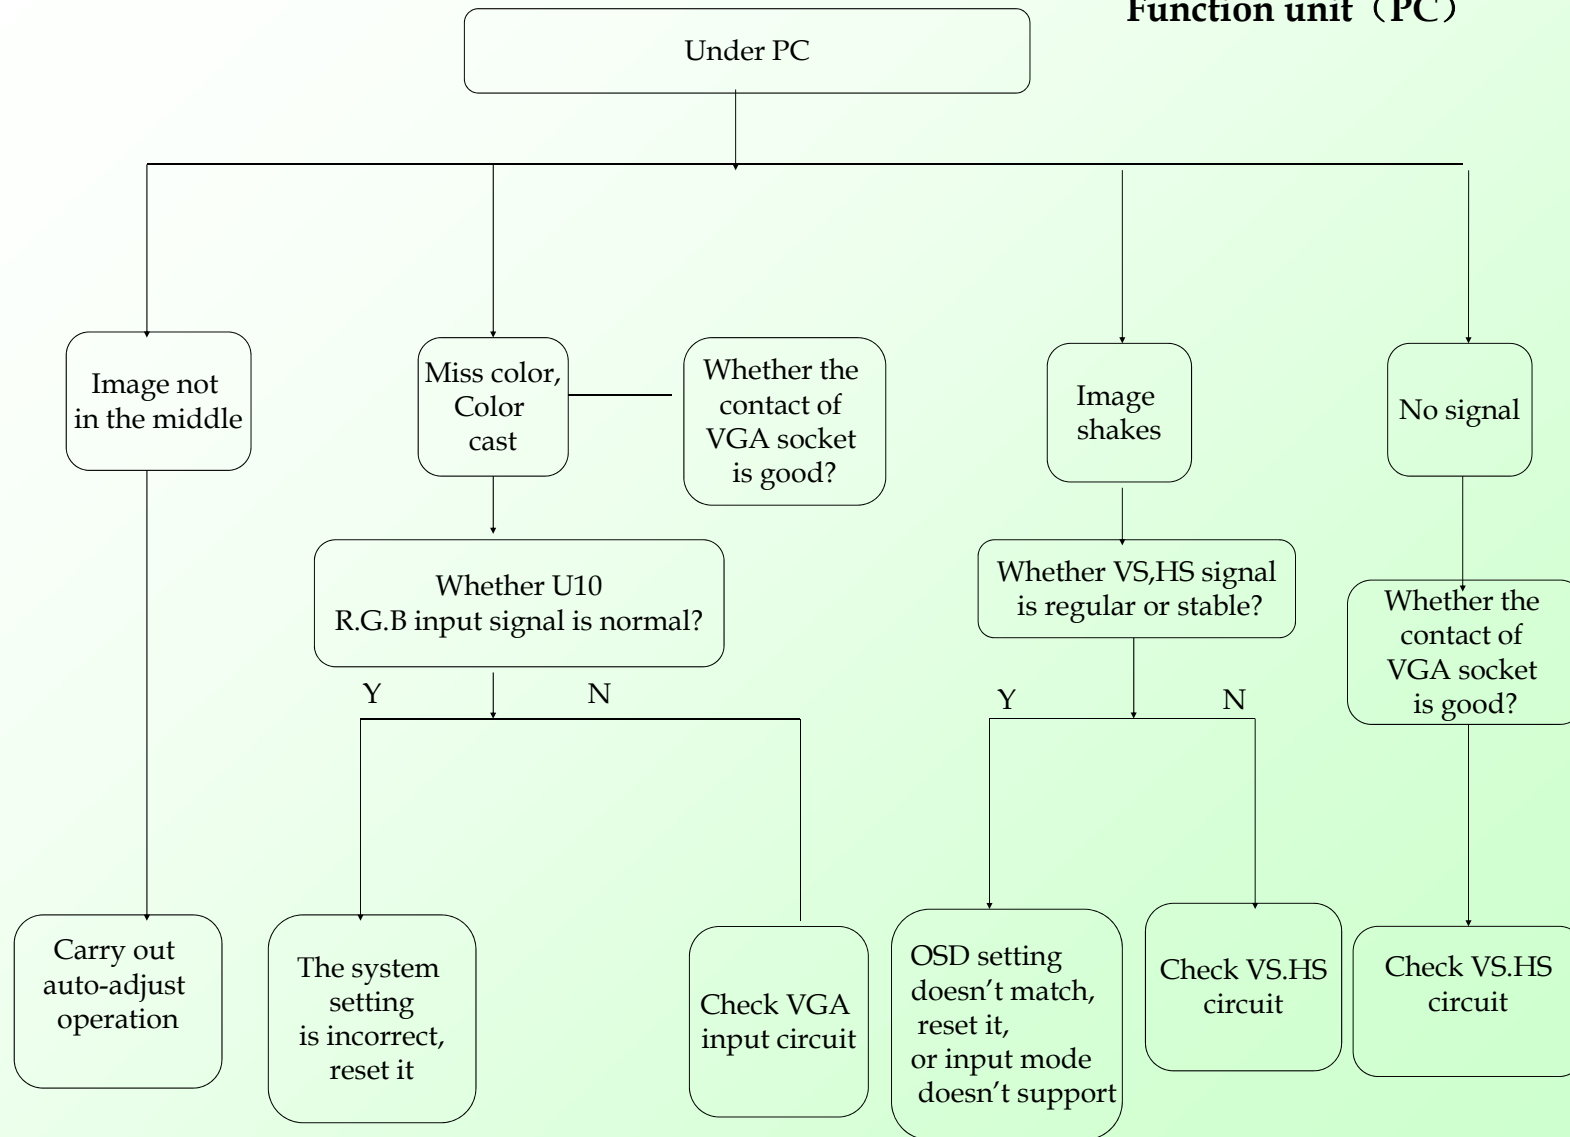 Function unit（PC）
Under PC
Image not
in the middle
Miss color,
Color
cast
Whether the
contact of
VGA socket
is good?
Image
shakes
No signal
Whether U10
R.G.B input signal is normal?
Whether VS,HS signal
is regular or stable?
Whether the
contact of
VGA socket
is good?
Y
N
Y
N
Carry out
auto-adjust
operation
The system
setting
is incorrect,
reset it
Check VGA
input circuit
OSD setting
doesn’t match,
reset it,
or input mode
doesn’t support
Check VS.HS
circuit
Check VS.HS
circuit